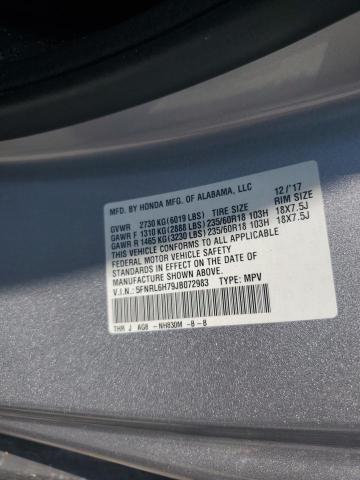 MFD. BY HONDA MFG. OF ALABAMA, LLC 12/'17
GVWR 2730 KG(6019 LBS) TIRE SIZE RIM SIZE
GAWR F 1310 KG (2888 LBS) 235/60R18 103H 18X7.5J
GAWR R 1465 KG(3230 LBS) 235/60R18 103H 18X7.5J
THIS VEHICLE CONFORMS TO ALL APPLICABLE
FEDERAL MOTOR VEHICLE SAFETY
STANDARDS IN EFFECT ON THE DATE OF
MANUFACTURE SHOWN ABOVE.
V.I.N.: 5FNRL6H79JB072983 TYPE: MPV
THR J AG8 -NH830M -B -B